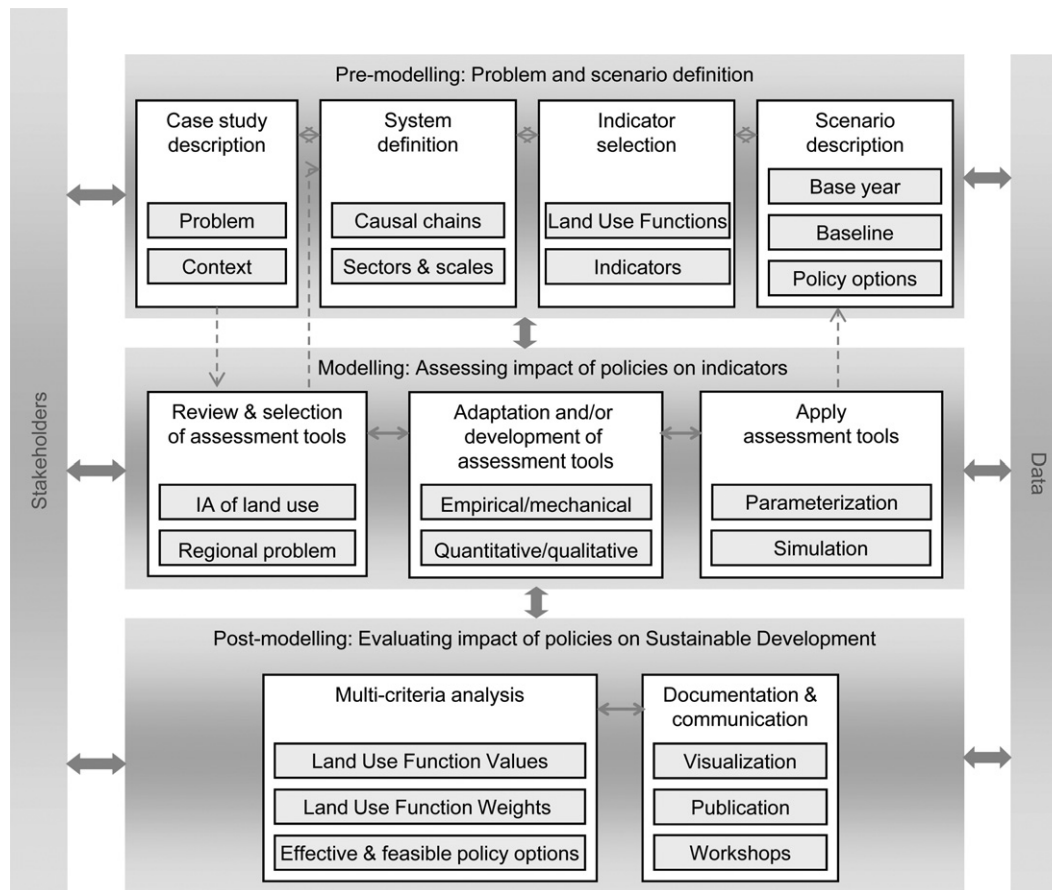 Stakeholders
Pre-modelling: Problem and scenario definition
Case study
description
Problem
Context
System
definition
Causal chains
Sectors & scales
Indicator
selection
Land Use Functions
Indicators
Scenario
description
Base year
Baseline
Policy options
Modelling: Assessing impact of policies on indicators
Review & selection
of assessment tools
IA of land use
Regional problem
Adaptation and/or
development of
assessment tools
Empirical/mechanical
Quantitative/qualitative
Apply
assessment tools
Parameterization
Simulation
Post-modelling: Evaluating impact of policies on Sustainable Development
Multi-criteria analysis
Land Use Function Values
Land Use Function Weights
Effective & feasible policy options
Documentation &
communication
Visualization
Publication
Workshops
Data